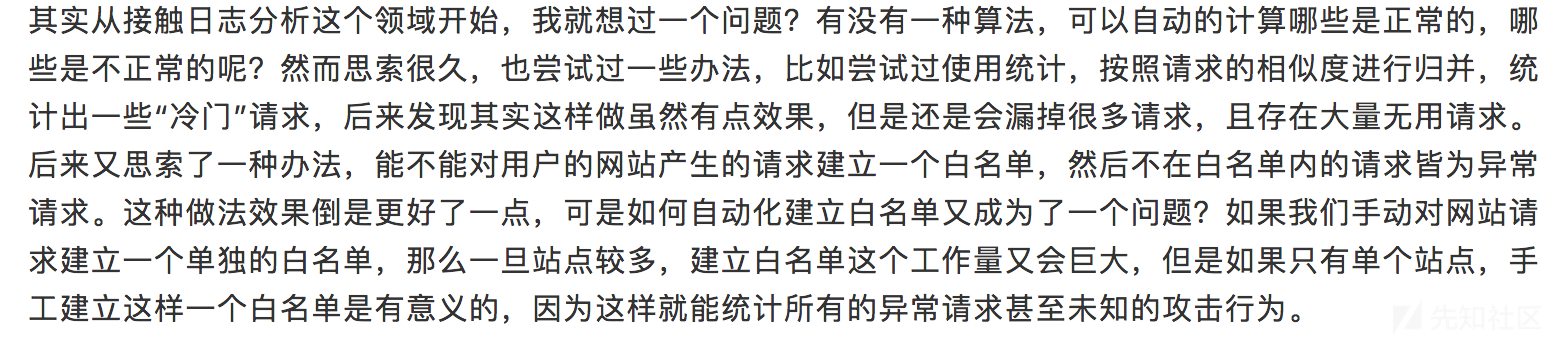 其实从接触日志分析这个领域开始，我就想过一个问题？有没有一种算法，可以自动的计算哪些是正常的，哪
些是不正常的呢？然而思索很久，也尝试过一些办法，比如尝试过使用统计，按照请求的相似度进行归并，统
计出一些“冷门”请求，后来发现其实这样做虽然有点效果，但是还是会漏掉很多请求，且存在大量无用请求。
后来又思索了一种办法，能不能对用户的网站产生的请求建立一个白名单，然后不在白名单内的请求皆为异常
请求。这种做法效果倒是更好了一点，可是如何自动化建立白名单又成为了一个问题？如果我们手动对网站请
求建立一个单独的白名单，那么一旦站点较多，建立白名单这个工作量又会巨大，但是如果只有单个站点，手
工建立这样一个白名单是有意义的，因为这样就能统计所有的异常请求甚至未知的攻击行为。
先知社区